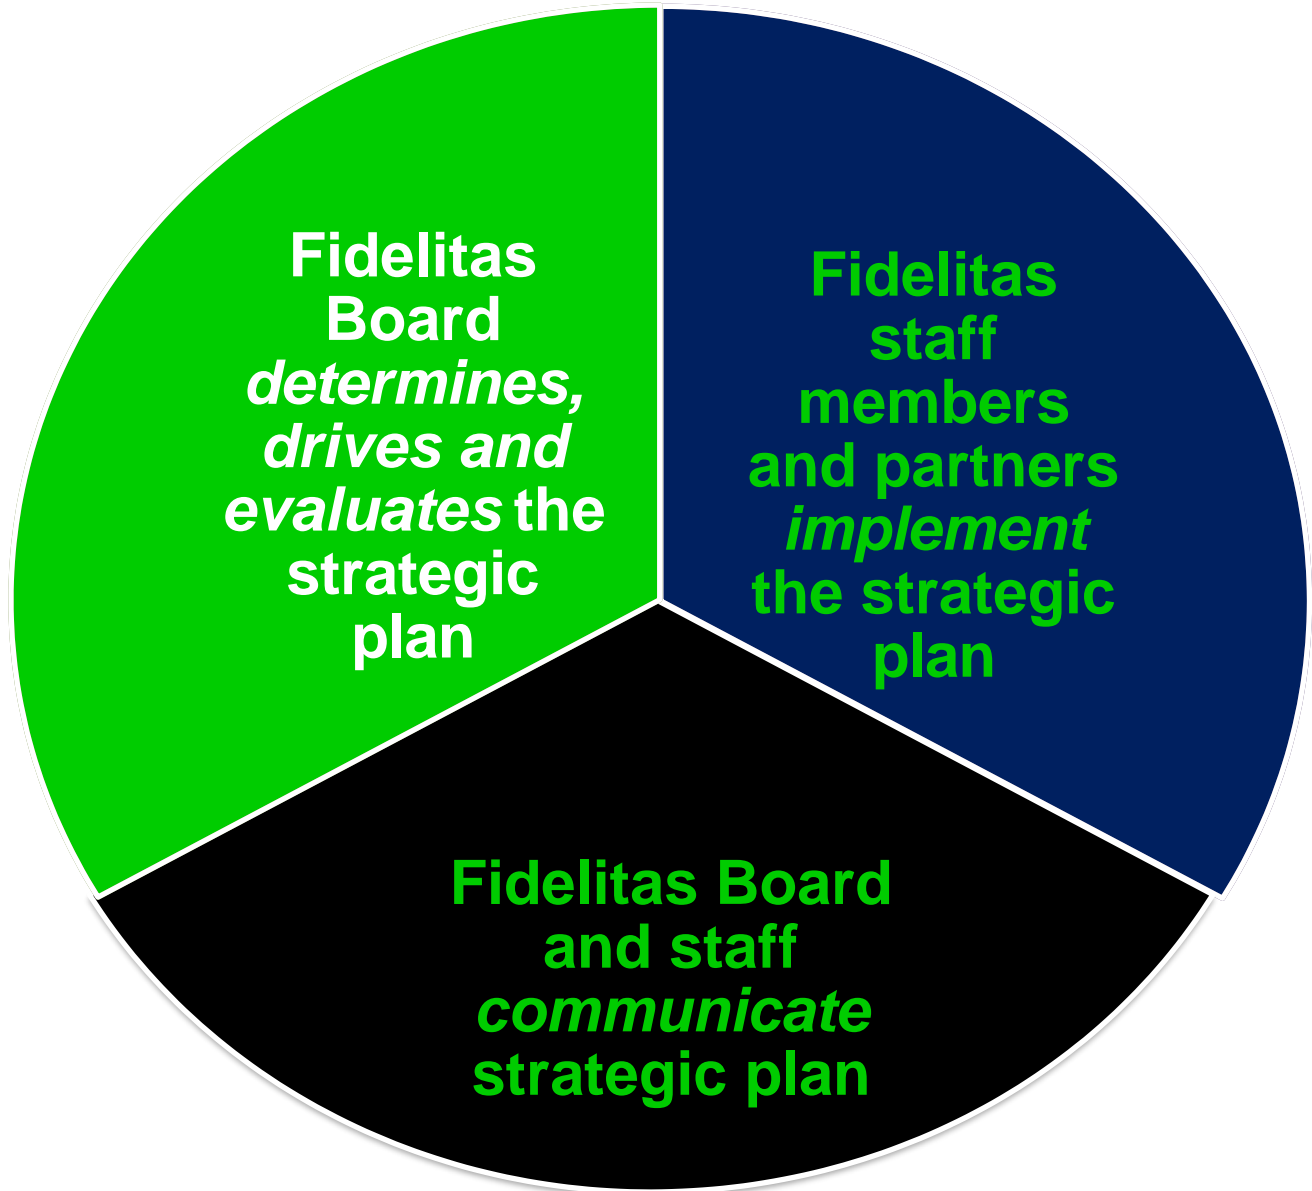 Fidelitas
Board
determines,
drives and
evaluates the
strategic
plan
Fidelitas
staff
members
and partners
implement
the strategic
plan
Fidelitas Board
and staff
communicate
strategic plan